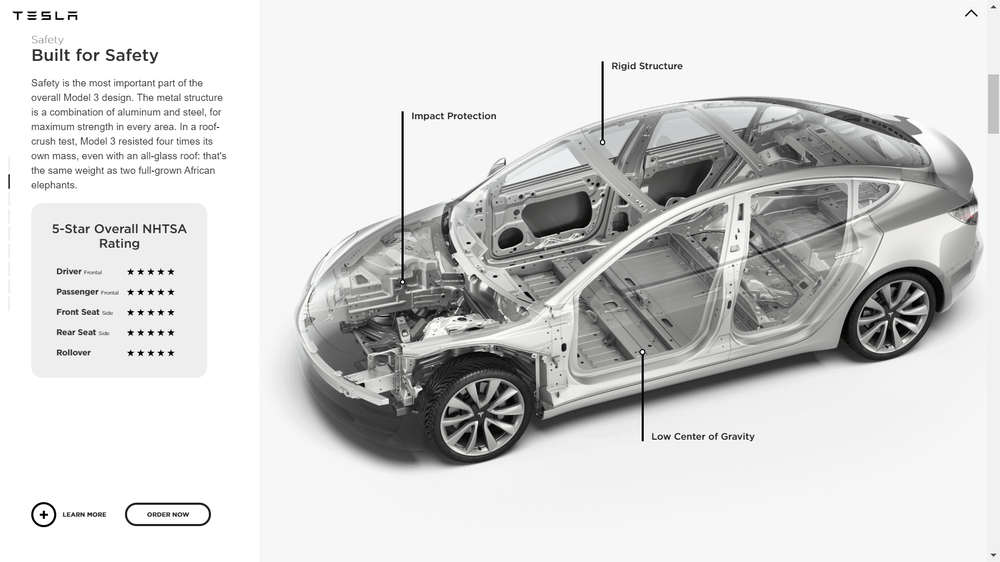 TESLA
Safety
Built for Safety
Safety is the most important part of the
overall Model 3 design. The metal structure
is a combination of aluminum and steel, for
maximum strength in every area. In a roof-
crush test, Model 3 resisted four times its
own mass, even with an all-glass roof: that's
the same weight as two full-grown African
elephants.
5-Star Overall NHTSA
Rating
Driver Frontal ★★★★★
Passenger Frontal ★★★★★
Front Seat Side ★★★★★
Rear Seat Side ★★★★★
Rollover ★★★★★
LEARN MORE
ORDER NOW
Rigid Structure
Impact Protection
Low Center of Gravity